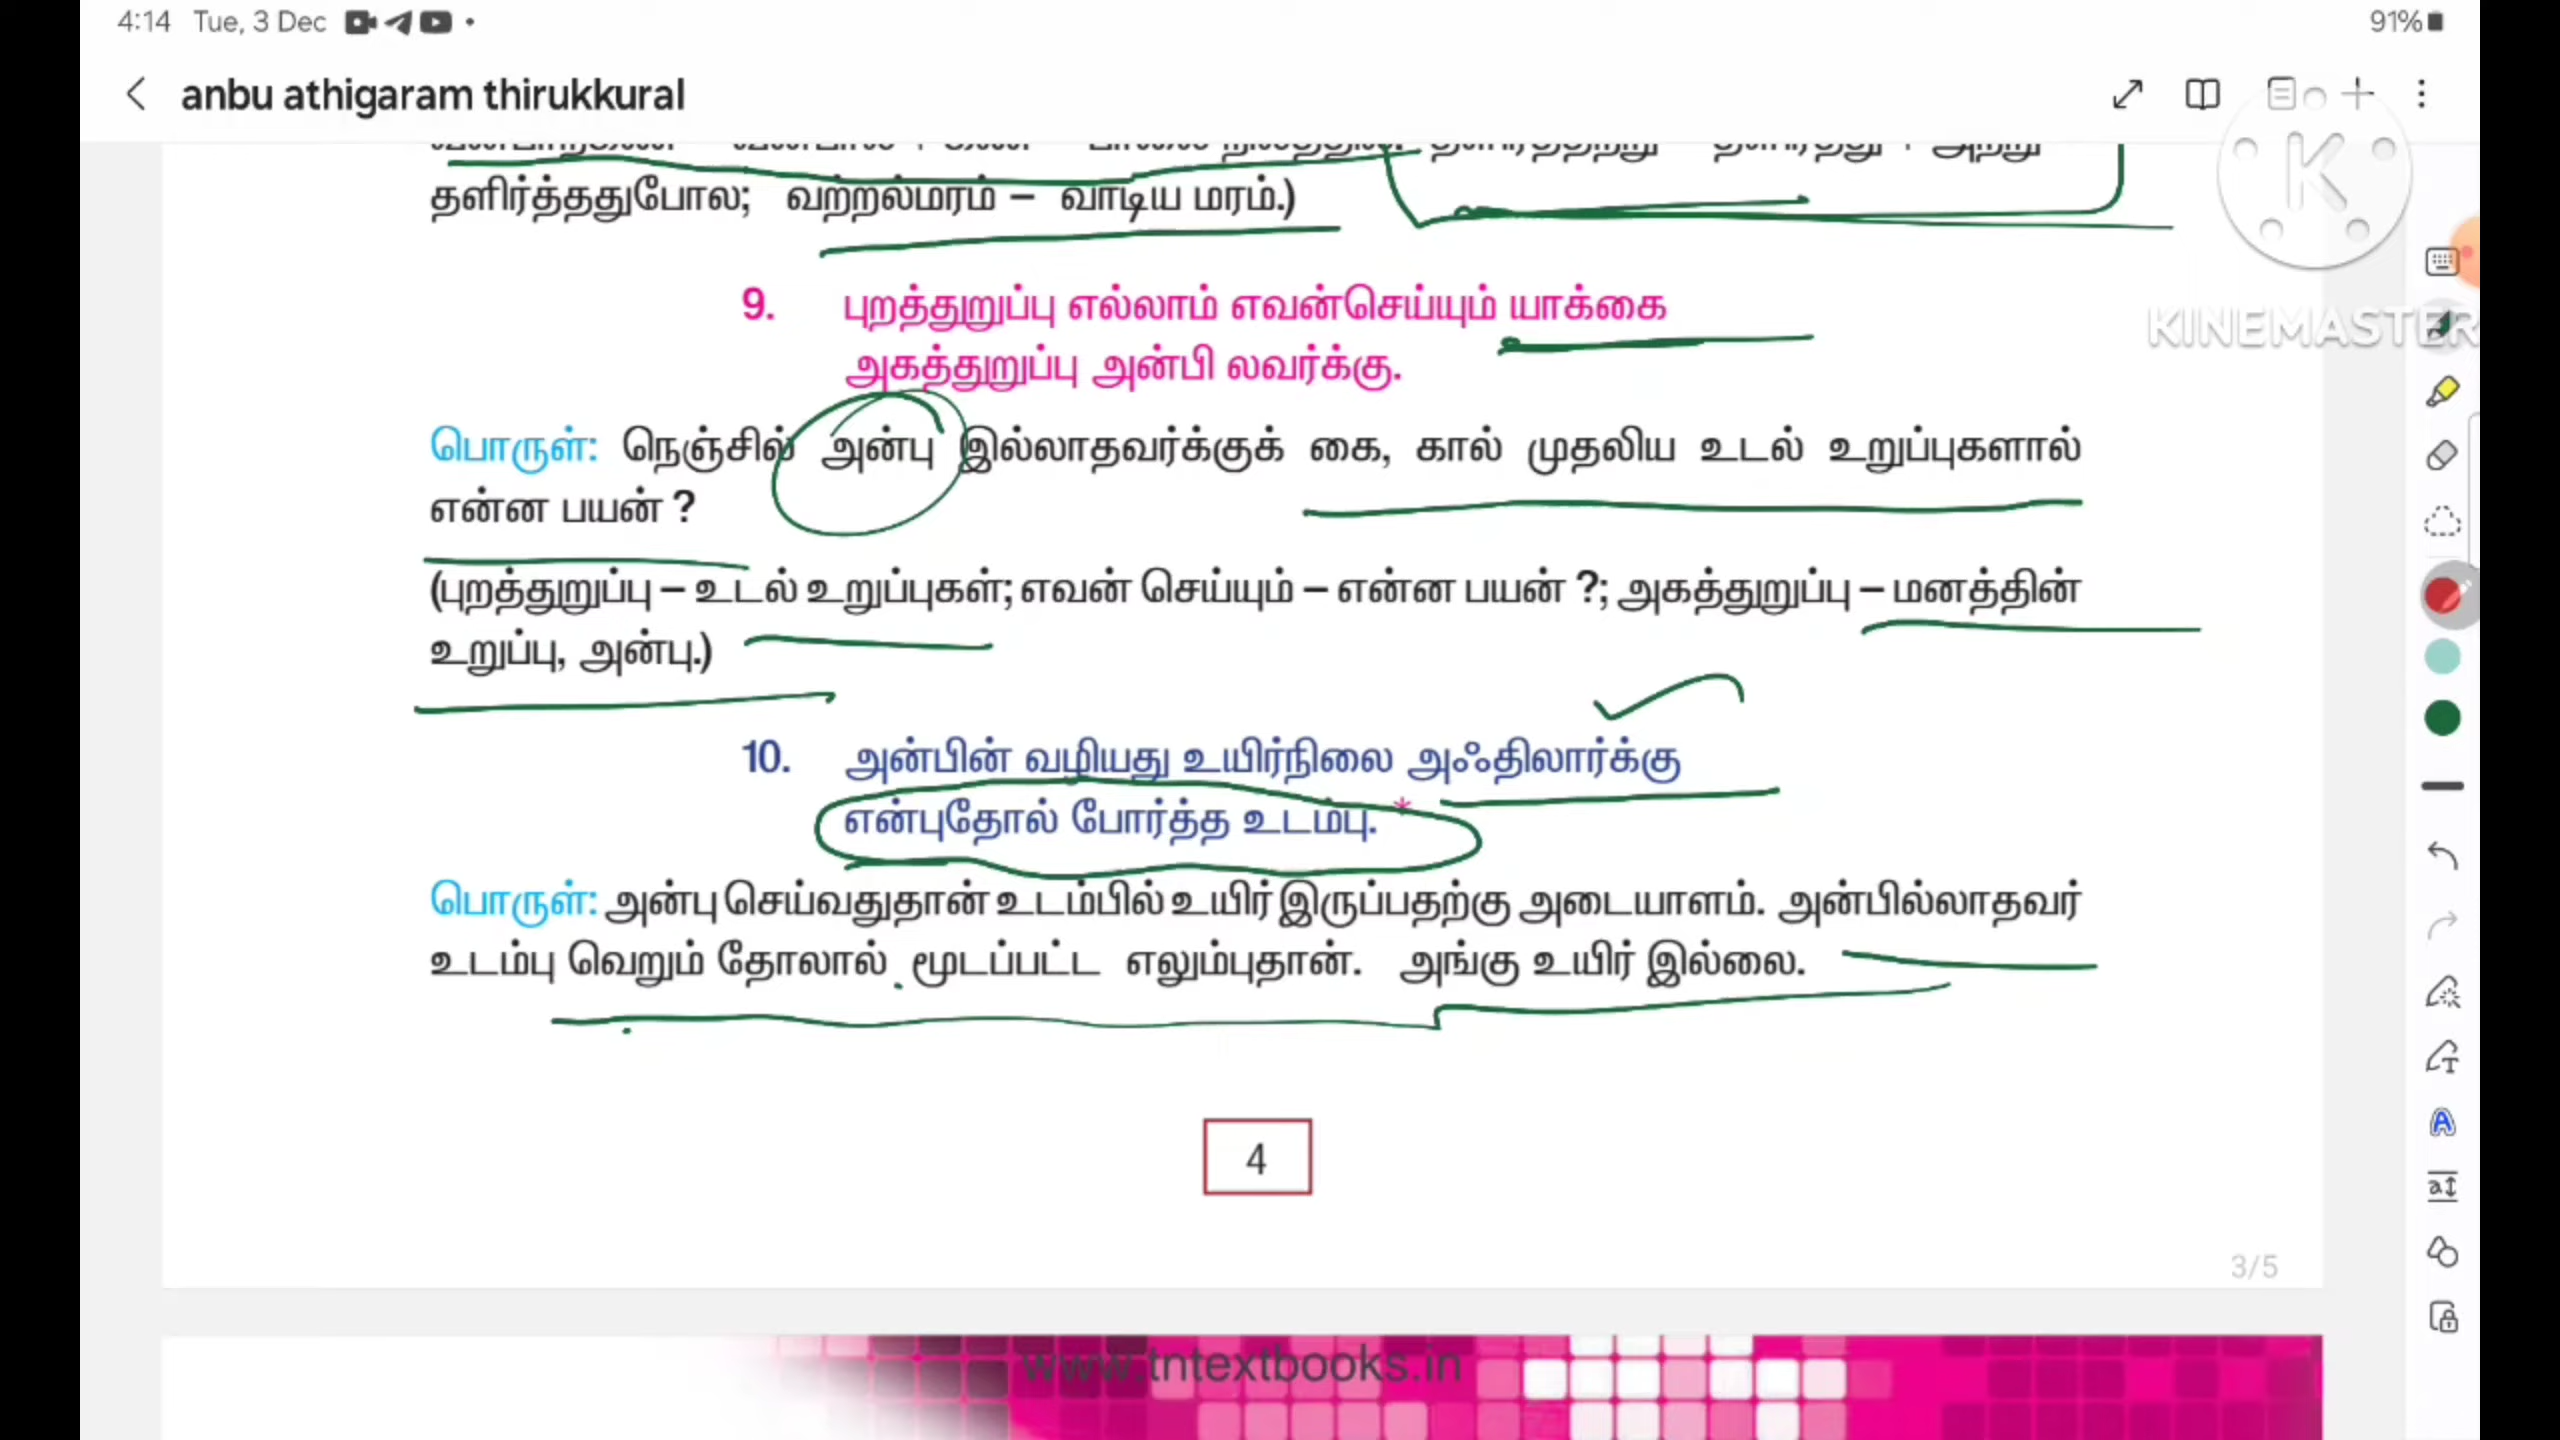 4:14 Tue, 3 Dec
91%
anbu athigaram thirukkural
தளிர்த்ததுபோல; வற்றல்மரம் – வாடிய மரம்.)
KINEMASTER
9. புறத்துறுப்பு எல்லாம் எவன்செய்யும் யாக்கை
அகத்துறுப்பு அன்பி லவர்க்கு.
பொருள்: நெஞ்சில் அன்பு இல்லாதவர்க்குக் கை, கால் முதலிய உடல் உறுப்புகளால்
என்ன பயன் ?
(புறத்துறுப்பு – உடல் உறுப்புகள்; எவன் செய்யும் – என்ன பயன் ?; அகத்துறுப்பு – மனத்தின்
உறுப்பு, அன்பு.)
10. அன்பின் வழியது உயிர்நிலை அஃதிலார்க்கு
என்புதோல் போர்த்த உடம்பு. *
பொருள்: அன்பு செய்வதுதான் உடம்பில் உயிர் இருப்பதற்கு அடையாளம். அன்பில்லாதவர்
உடம்பு வெறும் தோலால் மூடப்பட்ட எலும்புதான். அங்கு உயிர் இல்லை.
4
3/5
www.tntextbooks.in